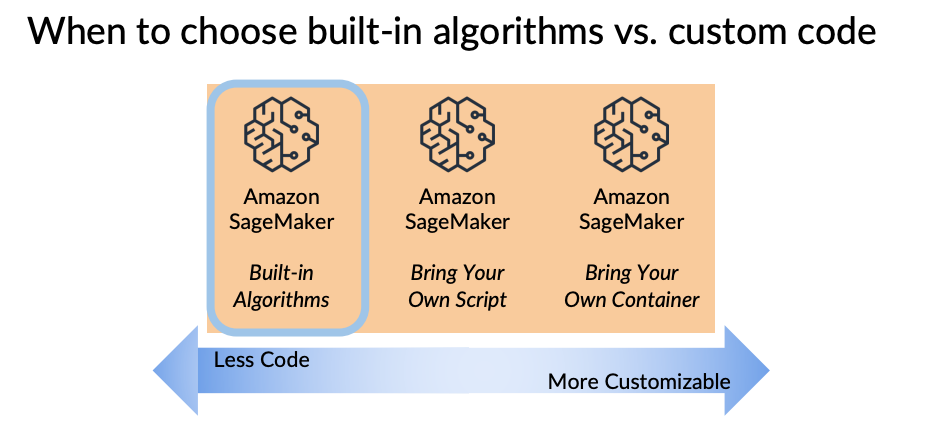 When to choose built-in algorithms vs. custom code
Amazon
SageMaker
Built-in
Algorithms
Amazon
SageMaker
Bring Your
Own Script
Amazon
SageMaker
Bring Your
Own Container
Less Code
More Customizable